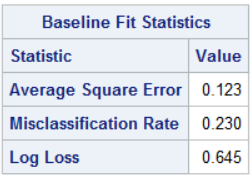 Baseline Fit Statistics
Statistic Value
Average Square Error 0.123
Misclassification Rate 0.230
Log Loss 0.645